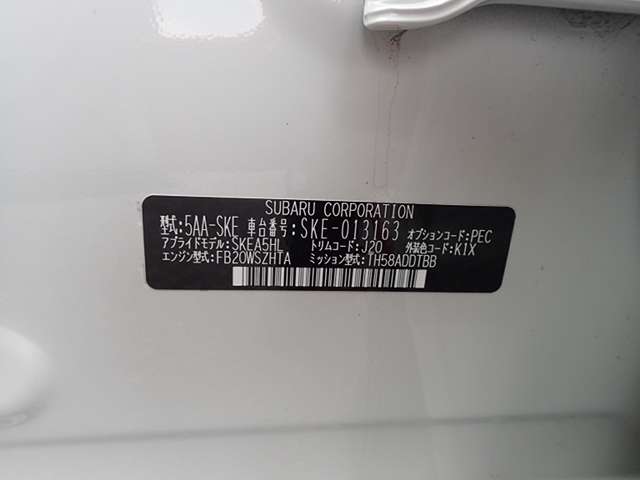 SUBARU CORPORATION
型式:5AA-SKE 車台番号:SKE-013163 オプションコード:PEC
アプライドモデル:SKEA5HL トリムコード:J20 外装色コード:K1X
エンジン型式:FB20WSZHTA ミッション型式:TH58ADDTBB